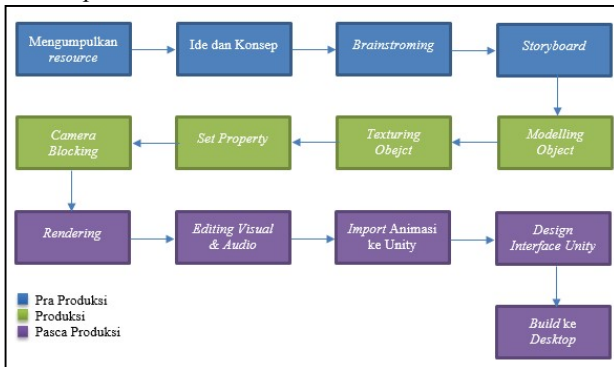 Mengumpulkan
resource
Ide dan Konsep
Brainstroming
Storyboard
Camera
Blocking
Set Property
Texturing
Obejct
Modelling
Object
Rendering
Editing Visual
& Audio
Import Animasi
ke Unity
Design
Interface Unity
Pra Produksi
Produksi
Pasca Produksi
Build ke
Desktop